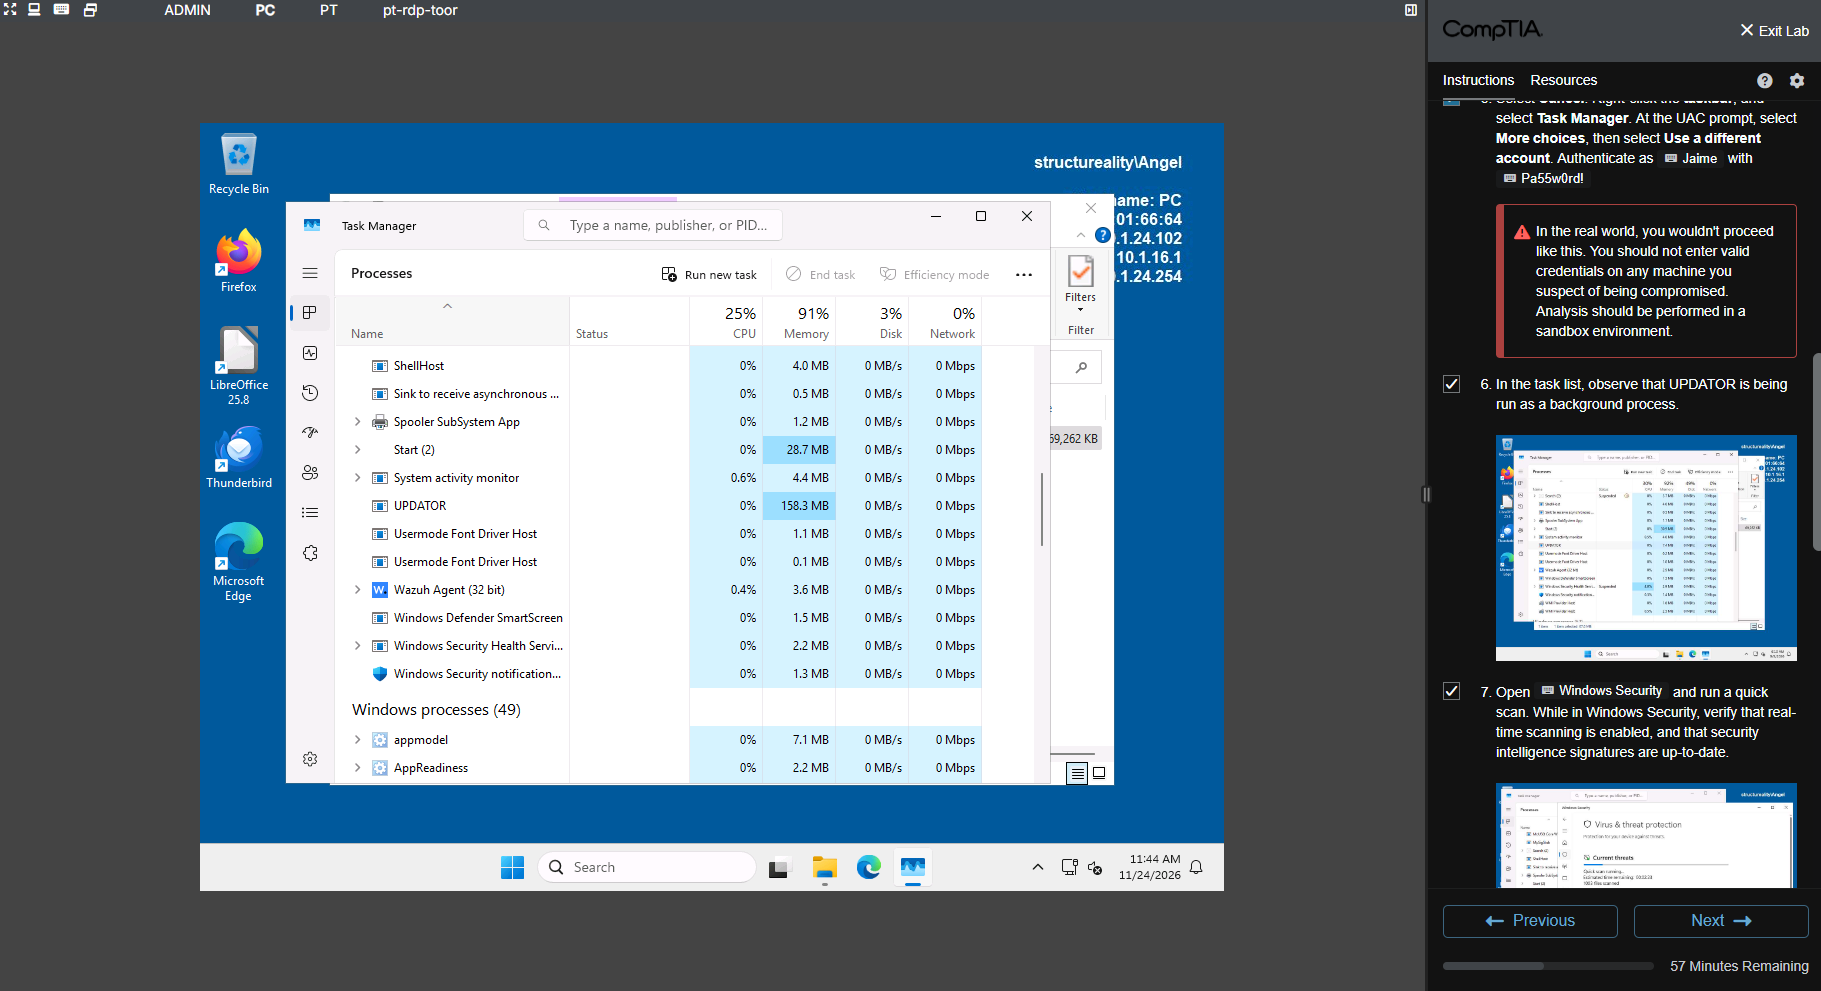 ADMIN PC PT pt-rdp-toor
Recycle Bin
Firefox
LibreOffice
25.8
Thunderbird
Microsoft
Edge
structureality\Angel
ame: PC
01:66:64
.1.24.102
10.1.16.1
.1.24.254
Filters
Filter
69,262 KB
Task Manager
Type a name, publisher, or PID...
Processes
Run new task End task Efficiency mode
25% 91% 3% 0%
Name Status CPU Memory Disk Network
ShellHost 0% 4.0 MB 0 MB/s 0 Mbps
Sink to receive asynchronous ... 0% 0.5 MB 0 MB/s 0 Mbps
Spooler SubSystem App 0% 1.2 MB 0 MB/s 0 Mbps
Start (2) 0% 28.7 MB 0 MB/s 0 Mbps
System activity monitor 0.6% 4.4 MB 0 MB/s 0 Mbps
UPDATOR 0% 158.3 MB 0 MB/s 0 Mbps
Usermode Font Driver Host 0% 1.1 MB 0 MB/s 0 Mbps
Usermode Font Driver Host 0% 0.1 MB 0 MB/s 0 Mbps
Wazuh Agent (32 bit) 0.4% 3.6 MB 0 MB/s 0 Mbps
Windows Defender SmartScreen 0% 1.5 MB 0 MB/s 0 Mbps
Windows Security Health Servi... 0% 2.2 MB 0 MB/s 0 Mbps
Windows Security notification... 0% 1.3 MB 0 MB/s 0 Mbps
Windows processes (49)
appmodel 0% 7.1 MB 0 MB/s 0 Mbps
AppReadiness 0% 2.2 MB 0 MB/s 0 Mbps
Search
11:44 AM
11/24/2026
CompTIA.
Exit Lab
Instructions Resources
select Task Manager. At the UAC prompt, select
More choices, then select Use a different
account. Authenticate as Jaime with
Pa55w0rd!
In the real world, you wouldn't proceed
like this. You should not enter valid
credentials on any machine you
suspect of being compromised.
Analysis should be performed in a
sandbox environment.
6. In the task list, observe that UPDATOR is being
run as a background process.
structureality\Angel
7. Open Windows Security and run a quick
scan. While in Windows Security, verify that real-
time scanning is enabled, and that security
intelligence signatures are up-to-date.
structureality\Angel
Virus & threat protection
Current threats
Previous
Next
57 Minutes Remaining